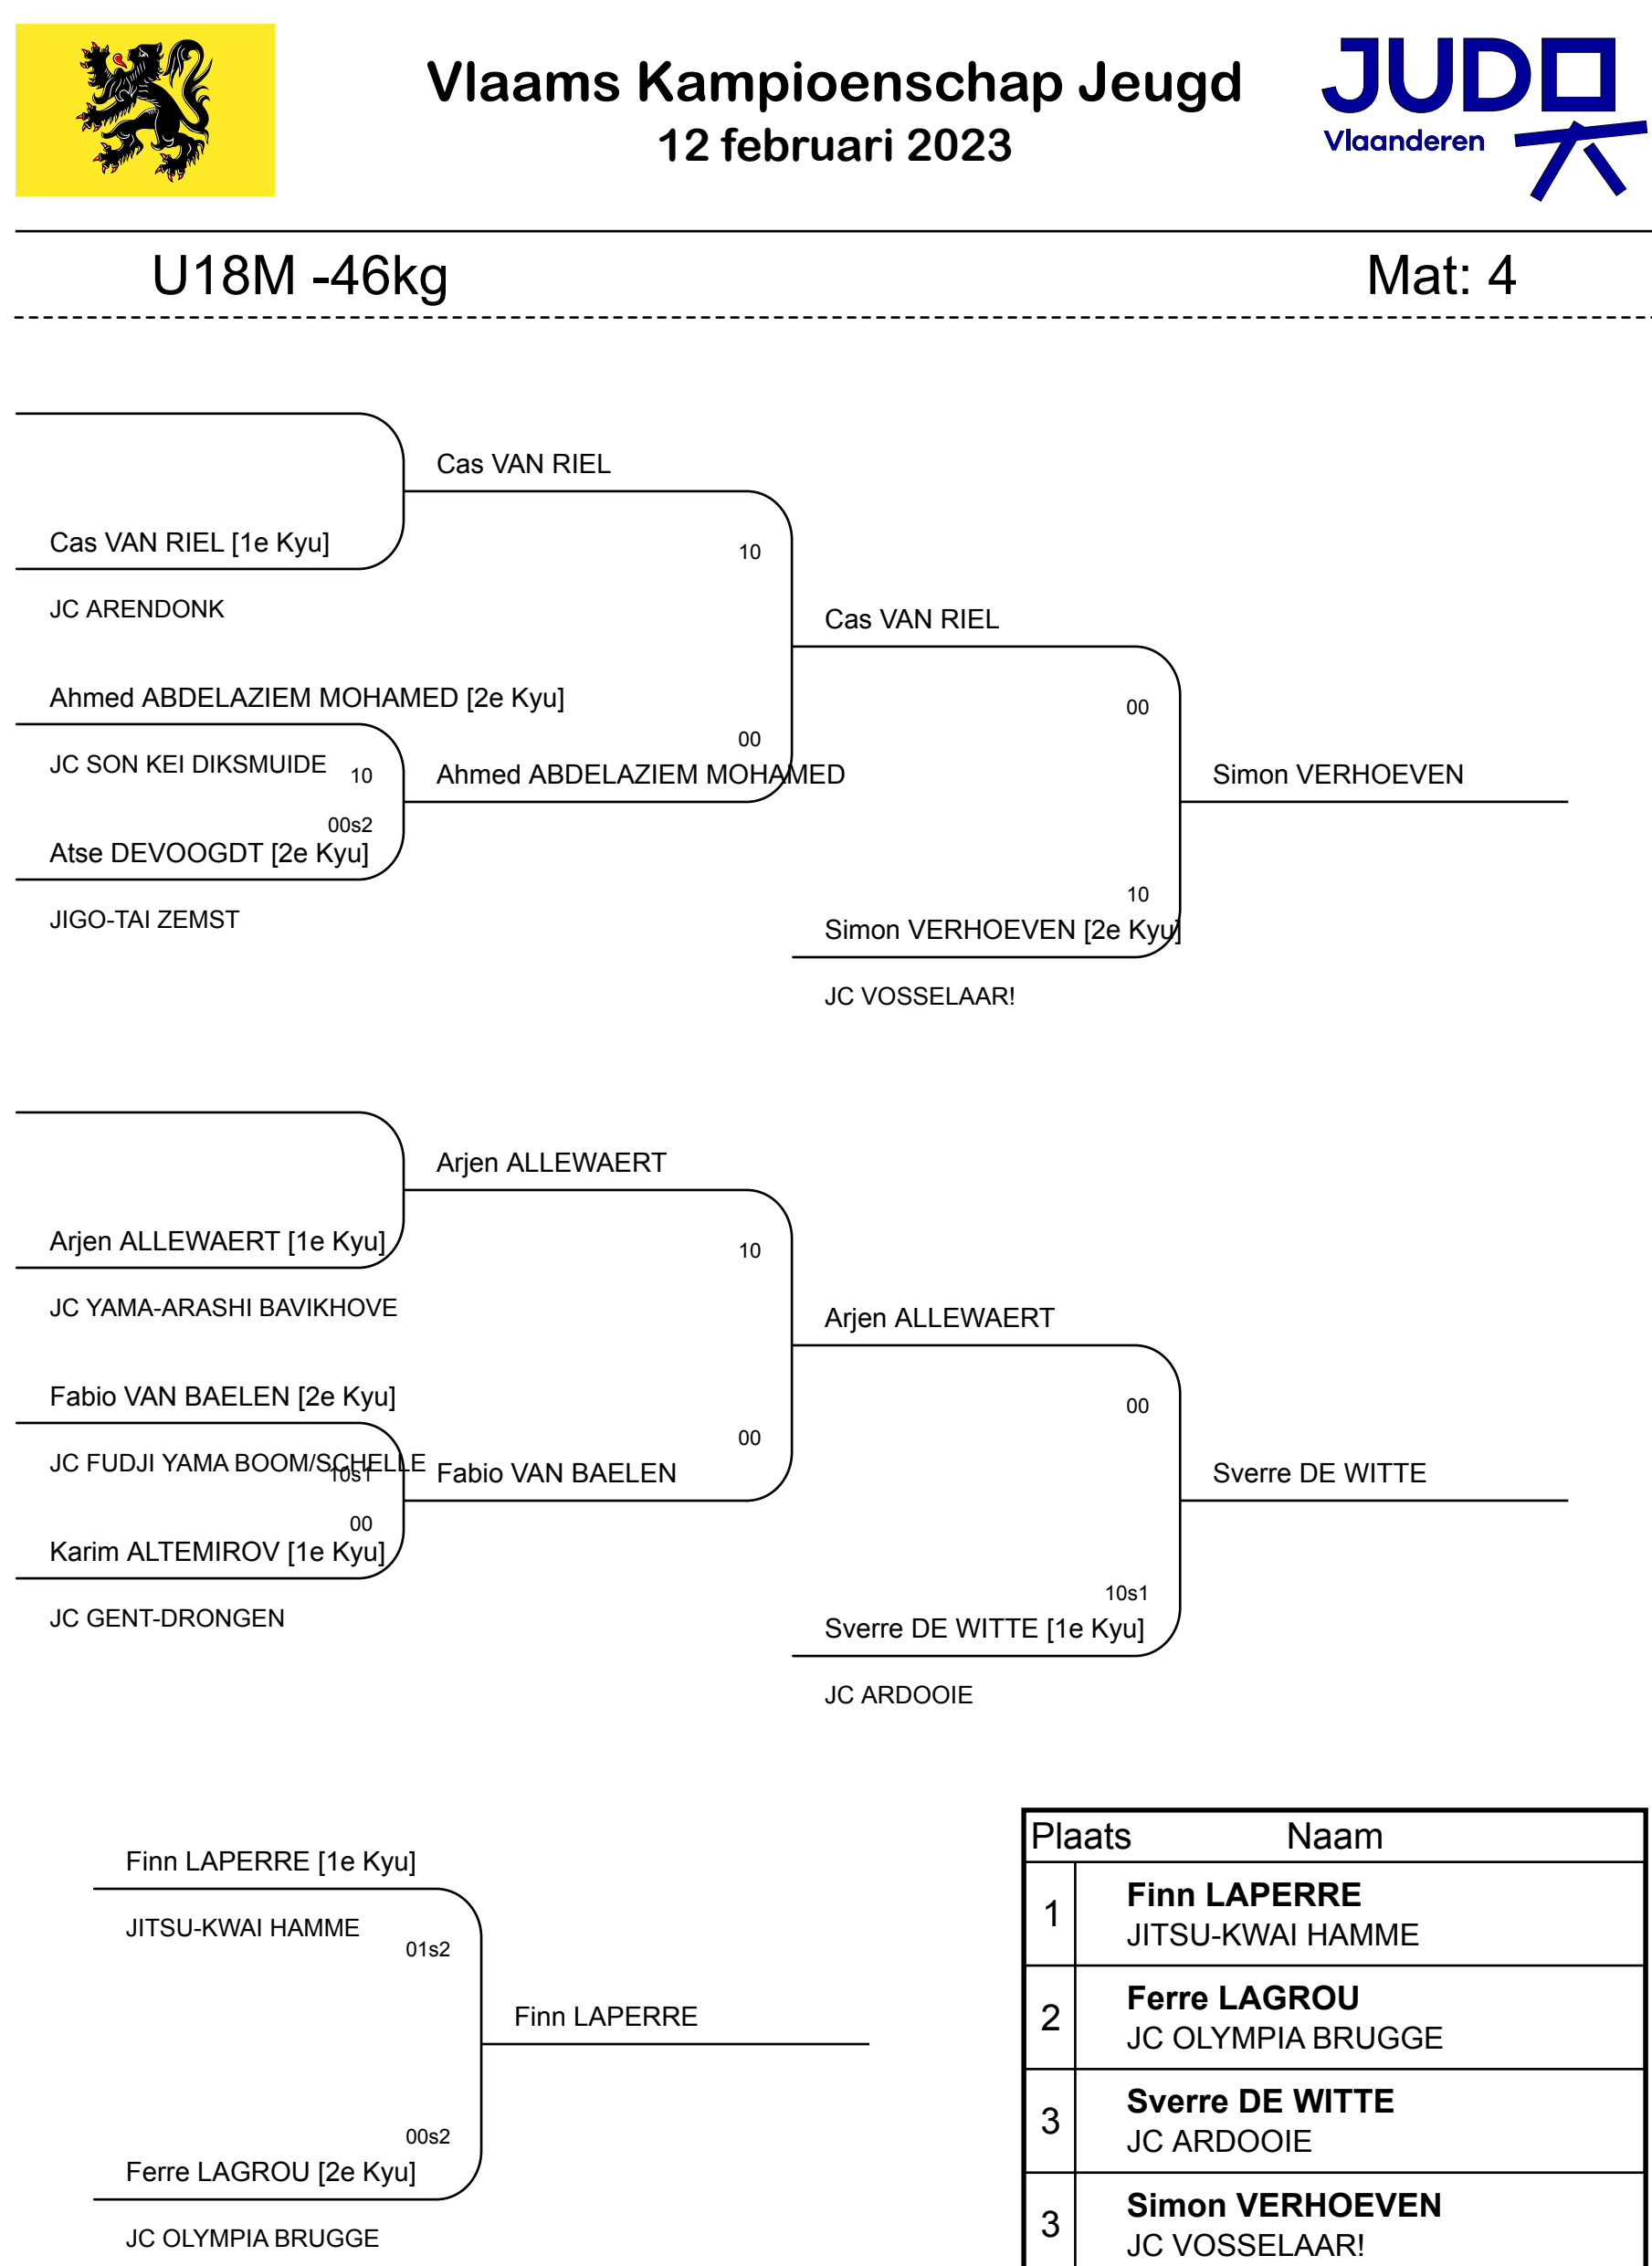 Vlaams Kampioenschap Jeugd
12 februari 2023
JUDO
Vlaanderen
U18M -46kg
Mat: 4
Cas VAN RIEL
Cas VAN RIEL [1e Kyu]
10
JC ARENDONK
Cas VAN RIEL
Ahmed ABDELAZIEM MOHAMED [2e Kyu]
00
00
JC SON KEI DIKSMUIDE
10
Ahmed ABDELAZIEM MOHAMED
Simon VERHOEVEN
00s2
Atse DEVOOGDT [2e Kyu]
10
JIGO-TAI ZEMST
Simon VERHOEVEN [2e Kyu]
JC VOSSELAAR!
Arjen ALLEWAERT
Arjen ALLEWAERT [1e Kyu]
10
JC YAMA-ARASHI BAVIKHOVE
Arjen ALLEWAERT
Fabio VAN BAELEN [2e Kyu]
00
00
JC FUDJI YAMA BOOM/SCHELLE
10s1
Fabio VAN BAELEN
Sverre DE WITTE
00
Karim ALTEMIROV [1e Kyu]
10s1
JC GENT-DRONGEN
Sverre DE WITTE [1e Kyu]
JC ARDOOIE
Finn LAPERRE [1e Kyu]
JITSU-KWAI HAMME
01s2
Finn LAPERRE
00s2
Ferre LAGROU [2e Kyu]
JC OLYMPIA BRUGGE
Plaats Naam
1 Finn LAPERRE
JITSU-KWAI HAMME
2 Ferre LAGROU
JC OLYMPIA BRUGGE
3 Sverre DE WITTE
JC ARDOOIE
3 Simon VERHOEVEN
JC VOSSELAAR!